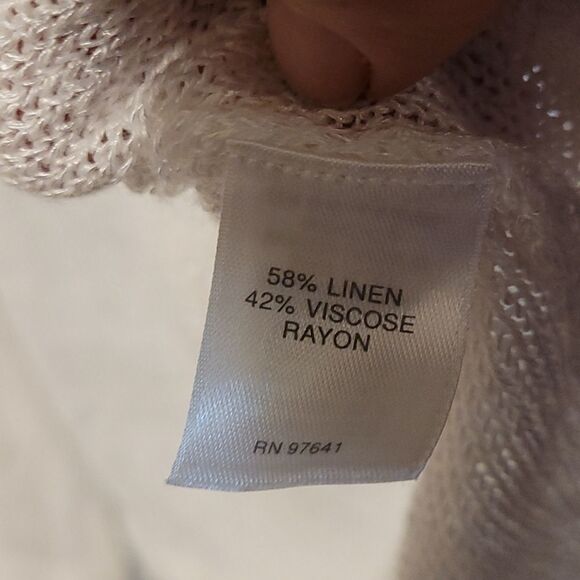 58% LINEN
42% VISCOSE
RAYON
RN 97641